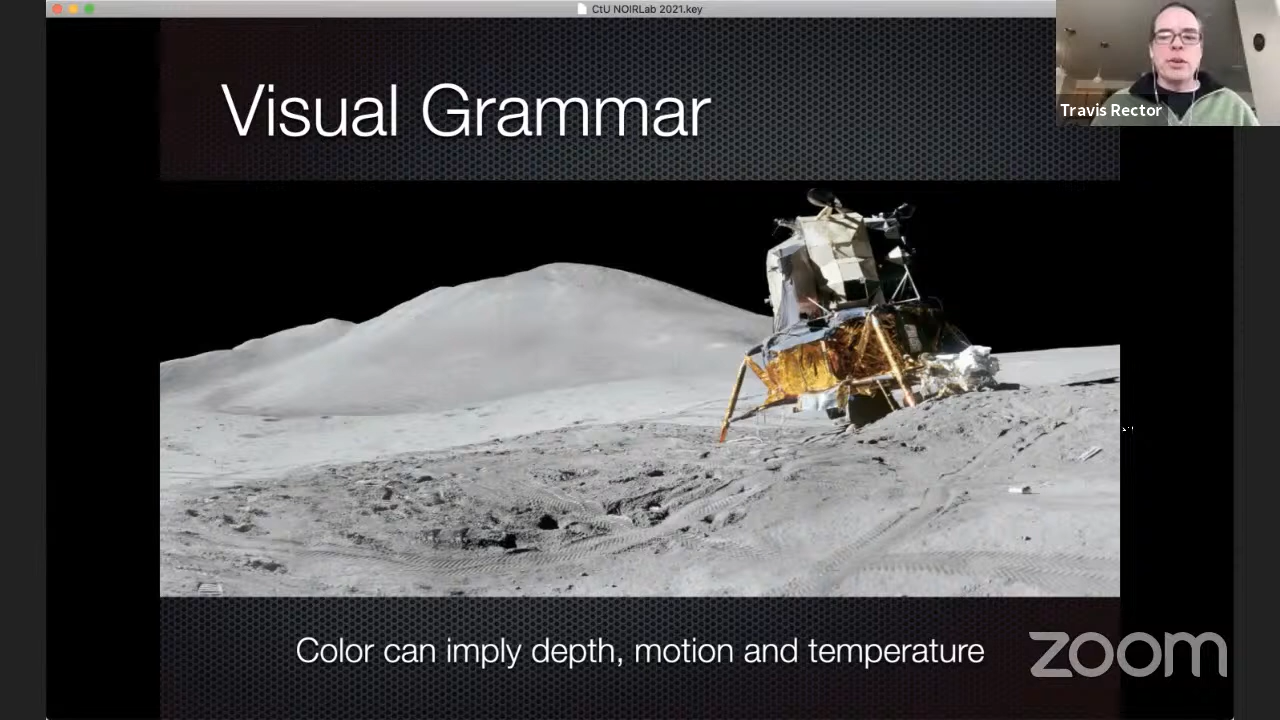 CtU NOIRLab 2021.key
Visual Grammar
Travis Rector
Color can imply depth, motion and temperature
zoom